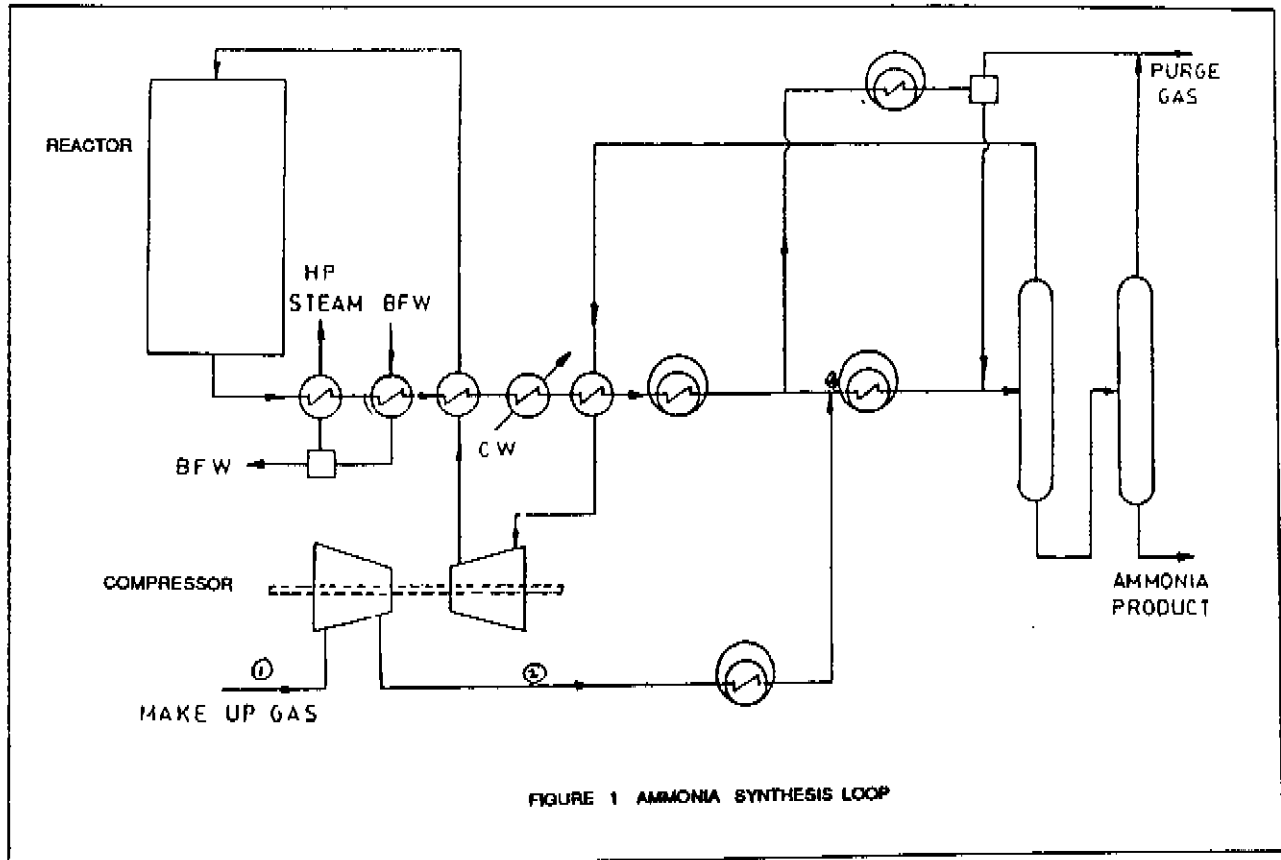 PURGE
GAS
REACTOR
HP
STEAM BFW
CW
BFW
COMPRESSOR
AMMONIA
PRODUCT
①
②
MAKE UP GAS
FIGURE 1 AMMONIA SYNTHESIS LOOP